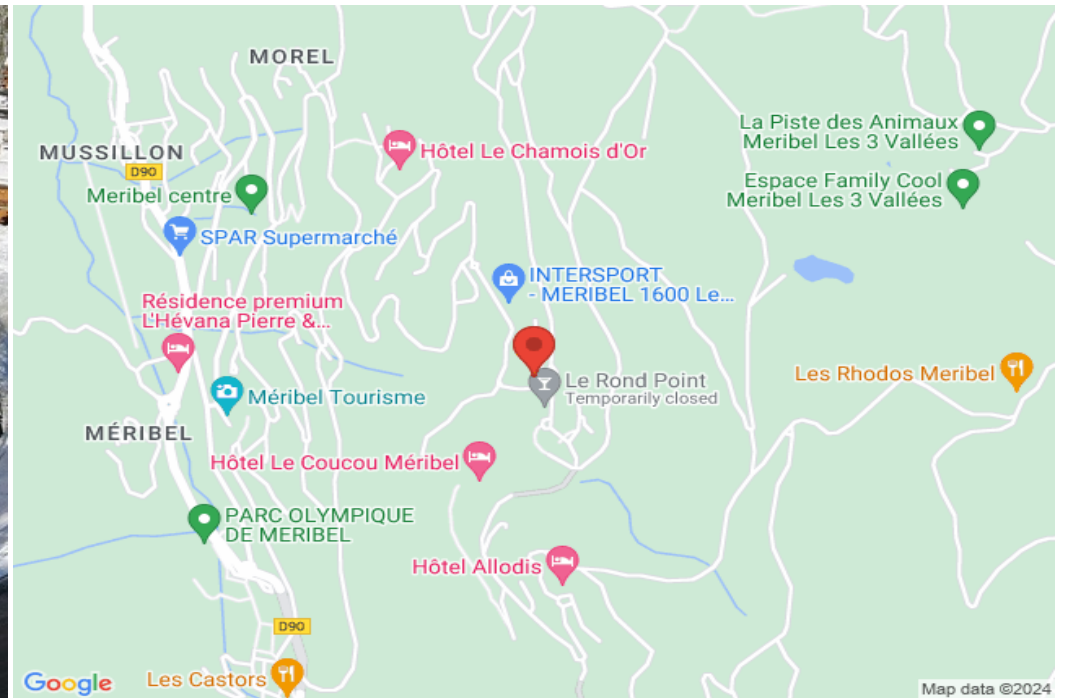 MOREL
La Piste des Animaux
Meribel Les 3 Vallées
MUSSILLON
Hôtel Le Chamois d'Or
D90
Espace Family Cool
Meribel Les 3 Vallées
Meribel centre
SPAR Supermarché
INTERSPORT
- MERIBEL 1600 Le...
Résidence premium
L'Hévana Pierre &...
Le Rond Point
Temporarily closed
Les Rhodos Meribel
Méribel Tourisme
MÉRIBEL
Hôtel Le Coucou Méribel
PARC OLYMPIQUE
DE MERIBEL
Hôtel Allodis
D90
Les Castors
Google
Map data ©2024